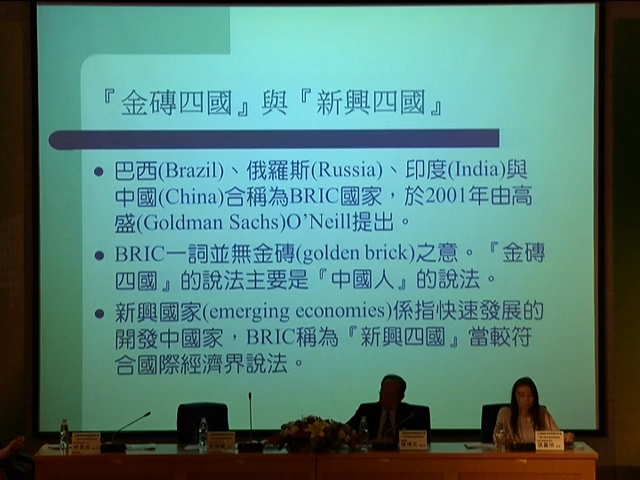 『金磚四國』與『新興四國』
巴西(Brazil)、俄羅斯(Russia)、印度(India)與
中國(China)合稱為BRIC國家，於2001年由高
盛(Goldman Sachs)O'Neill提出。
BRIC一詞並無金磚(golden brick)之意。『金磚
四國』的說法主要是『中國人』的說法。
新興國家(emerging economies)係指快速發展的
開發中國家，BRIC稱為『新興四國』當較符
合國際經濟界說法。